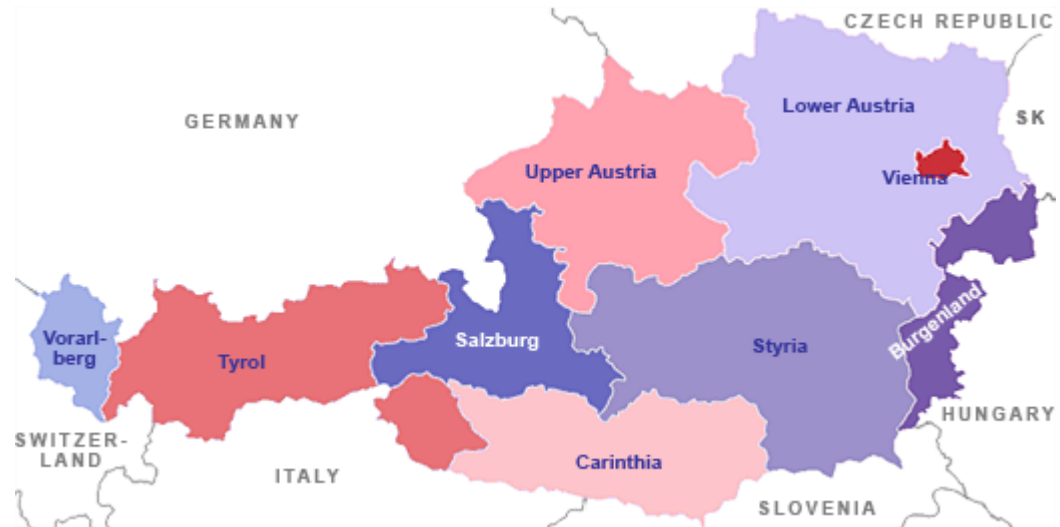 CZECH REPUBLIC
Lower Austria
GERMANY
SK
Upper Austria
Vienna
Vorarl-
berg
Tyrol
Salzburg
Styria
Burgenland
SWITZER-
LAND
ITALY
Carinthia
HUNGARY
SLOVENIA